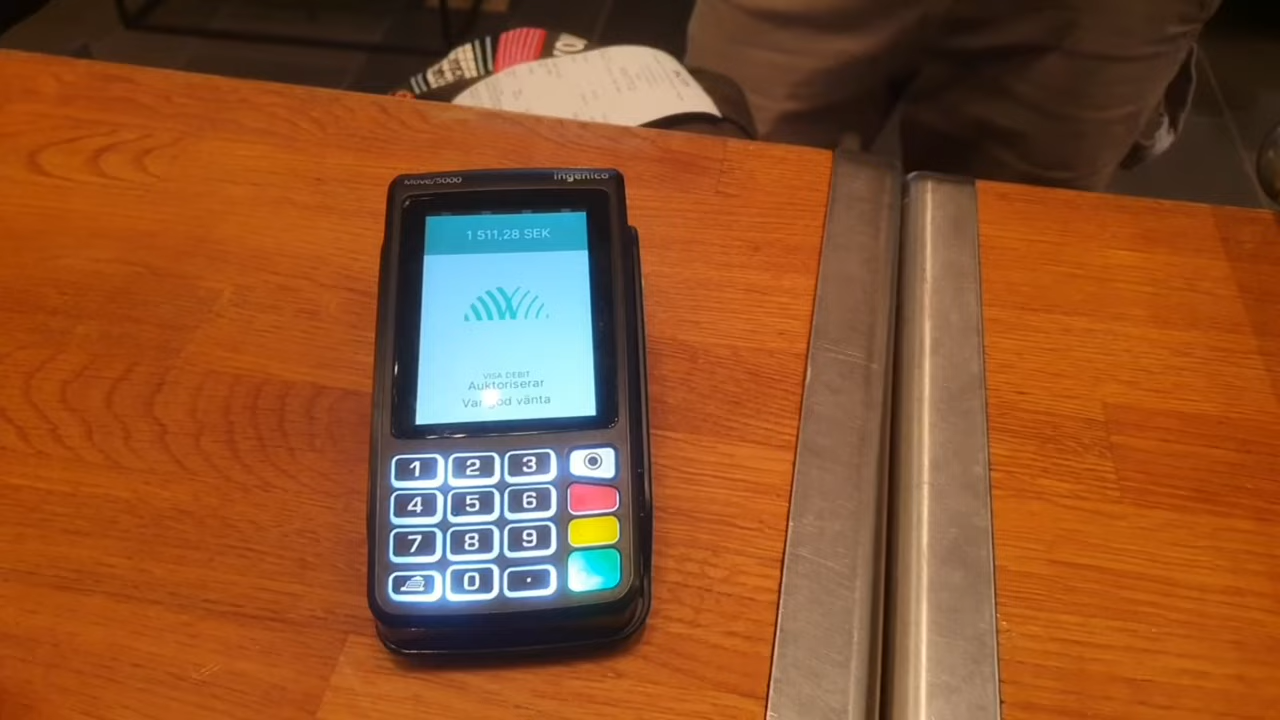 Move/5000 ingenico
1 511,28 SEK
VISA DEBIT
Auktoriserar
Var god vänta
1 2 3
4 5 6
7 8 9
0 .